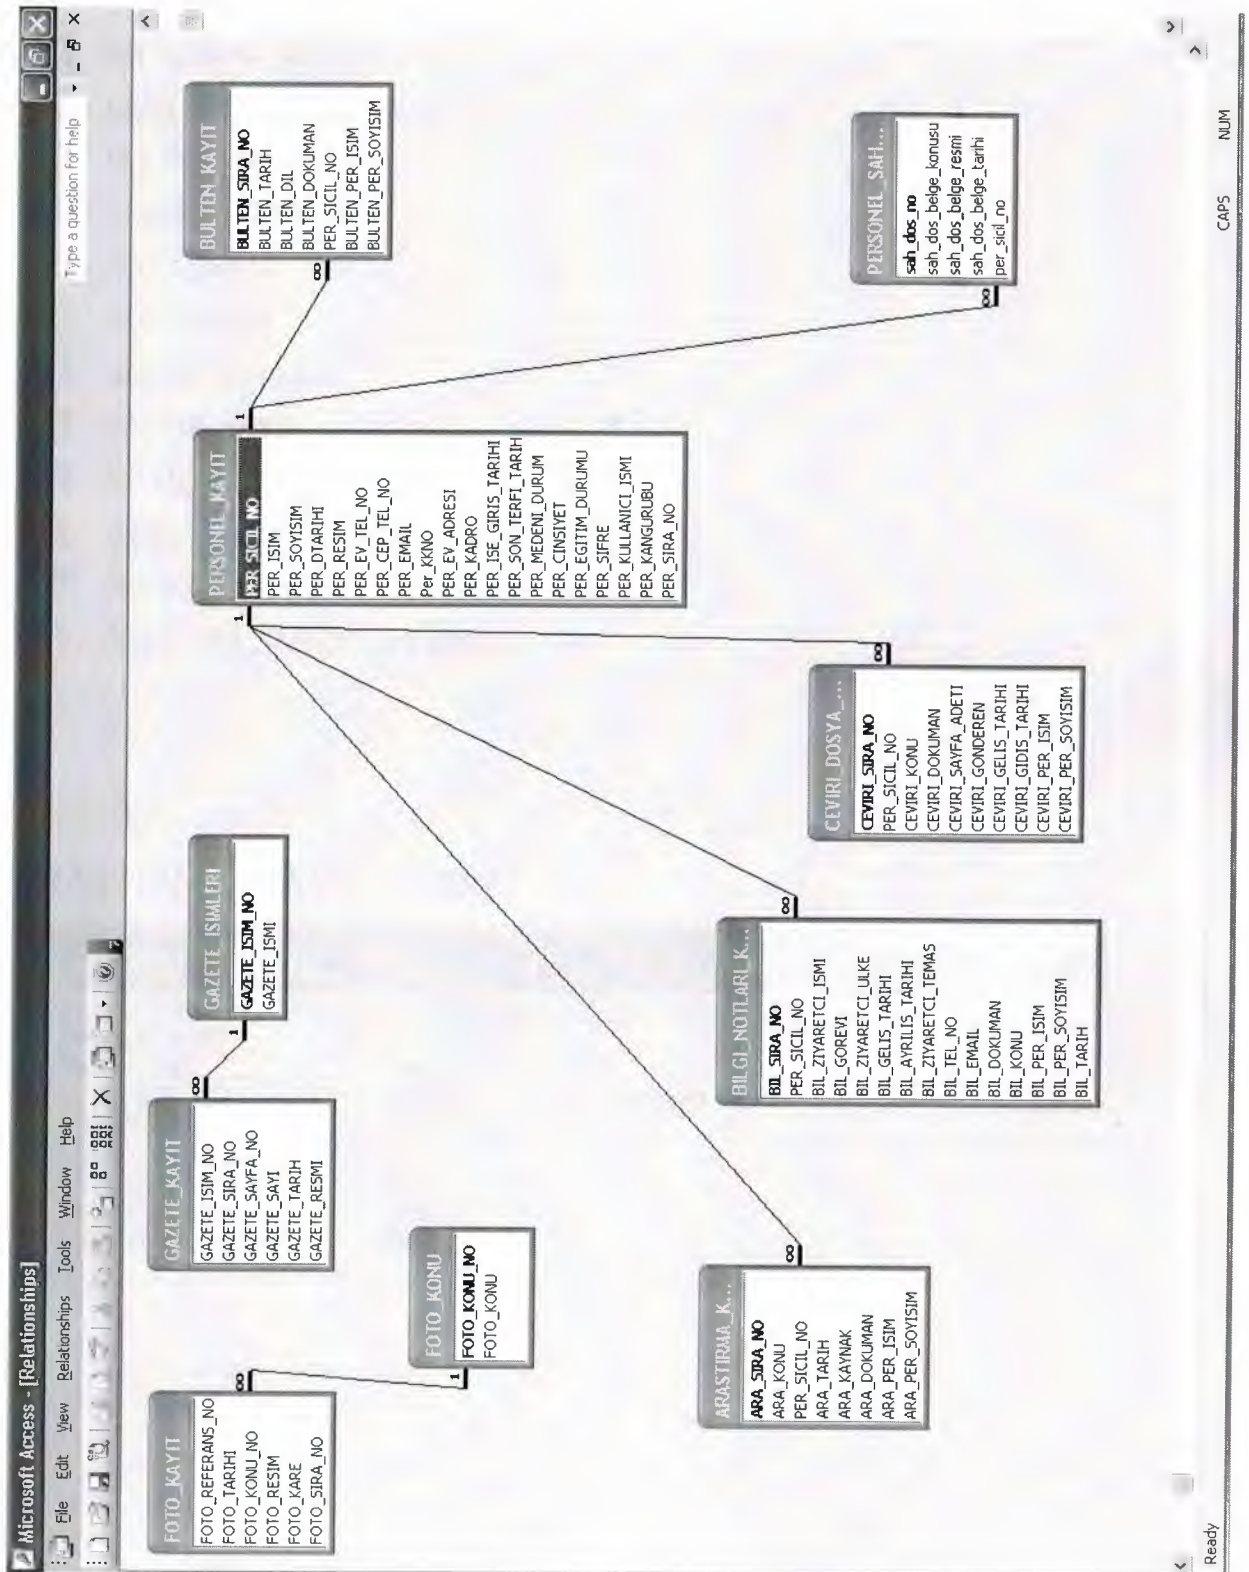 Microsoft Access - [Relationships]
File Edit View Relationships Tools Window Help
Type a question for help
FOTO_KAYIT
FOTO_REFERANS_NO
FOTO_TARIHI
FOTO_KONU_NO
FOTO_RESIM
FOTO_KARE
FOTO_SIRA_NO
∞
1
FOTO_KONU
FOTO_KONU_NO
FOTO_KONU
GAZETE_KAYIT
GAZETE_ISIM_NO
GAZETE_SIRA_NO
GAZETE_SAYFA_NO
GAZETE_SAYI
GAZETE_TARIH
GAZETE_RESMI
∞
1
GAZETE_ISIMLERI
GAZETE_ISIM_NO
GAZETE_ISMI
PERSONEL_KAYIT
PER_SICIL_NO
PER_ISIM
PER_SOYISIM
PER_DTARIHI
PER_RESIM
PER_EV_TEL_NO
PER_CEP_TEL_NO
PER_EMAIL
Per_KKNO
PER_EV_ADRESI
PER_KADRO
PER_ISE_GIRIS_TARIHI
PER_SON_TERFI_TARIH
PER_MEDENI_DURUM
PER_CINSIYET
PER_EGITIM_DURUMU
PER_SIFRE
PER_KULLANICI_ISMI
PER_KANGURUBU
PER_SIRA_NO
1
1
∞
BULTEN_KAYIT
BULTEN_SIRA_NO
BULTEN_TARIH
BULTEN_DIL
BULTEN_DOKUMAN
PER_SICIL_NO
BULTEN_PER_ISIM
BULTEN_PER_SOYISIM
∞
ARASTIRMA_K...
ARA_SIRA_NO
ARA_KONU
PER_SICIL_NO
ARA_TARIH
ARA_KAYNAK
ARA_DOKUMAN
ARA_PER_ISIM
ARA_PER_SOYISIM
∞
BILGI_NOTLARI_K...
BIL_SIRA_NO
PER_SICIL_NO
BIL_ZIYARETCI_ISMI
BIL_GOREVI
BIL_ZIYARETCI_ULKE
BIL_GELIS_TARIHI
BIL_AYRILIS_TARIHI
BIL_ZIYARETCI_TEMAS
BIL_TEL_NO
BIL_EMAIL
BIL_DOKUMAN
BIL_KONU
BIL_PER_ISIM
BIL_PER_SOYISIM
BIL_TARIH
∞
CEVIRI_DOSYA_...
CEVIRI_SIRA_NO
PER_SICIL_NO
CEVIRI_KONU
CEVIRI_DOKUMAN
CEVIRI_SAYFA_ADETI
CEVIRI_GONDEREN
CEVIRI_GELIS_TARIHI
CEVIRI_GIDIS_TARIHI
CEVIRI_PER_ISIM
CEVIRI_PER_SOYISIM
∞
PERSONEL_SAH...
sah_dos_no
sah_dos_belge_konusu
sah_dos_belge_resmi
sah_dos_belge_tarihi
per_sicil_no
Ready
CAPS NUM